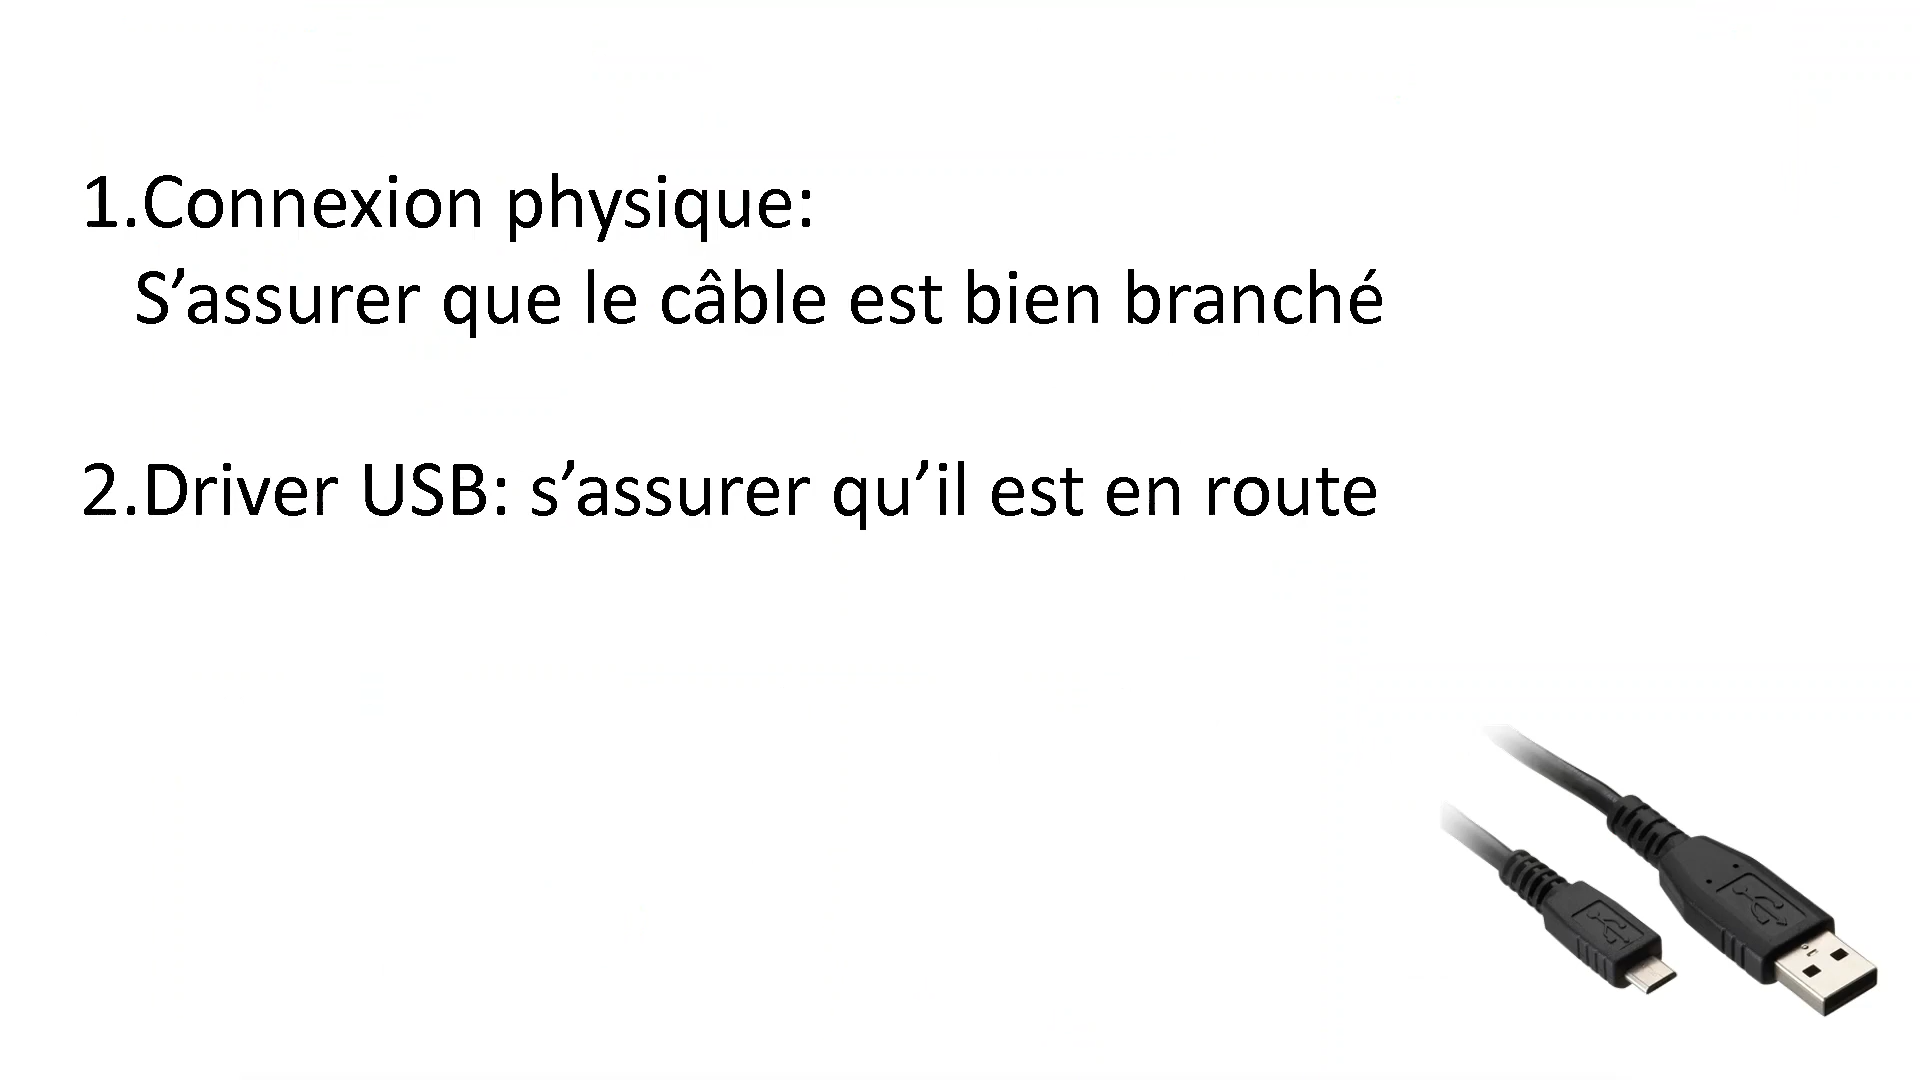 1.Connexion physique:
S’assurer que le câble est bien branché
2.Driver USB: s’assurer qu’il est en route